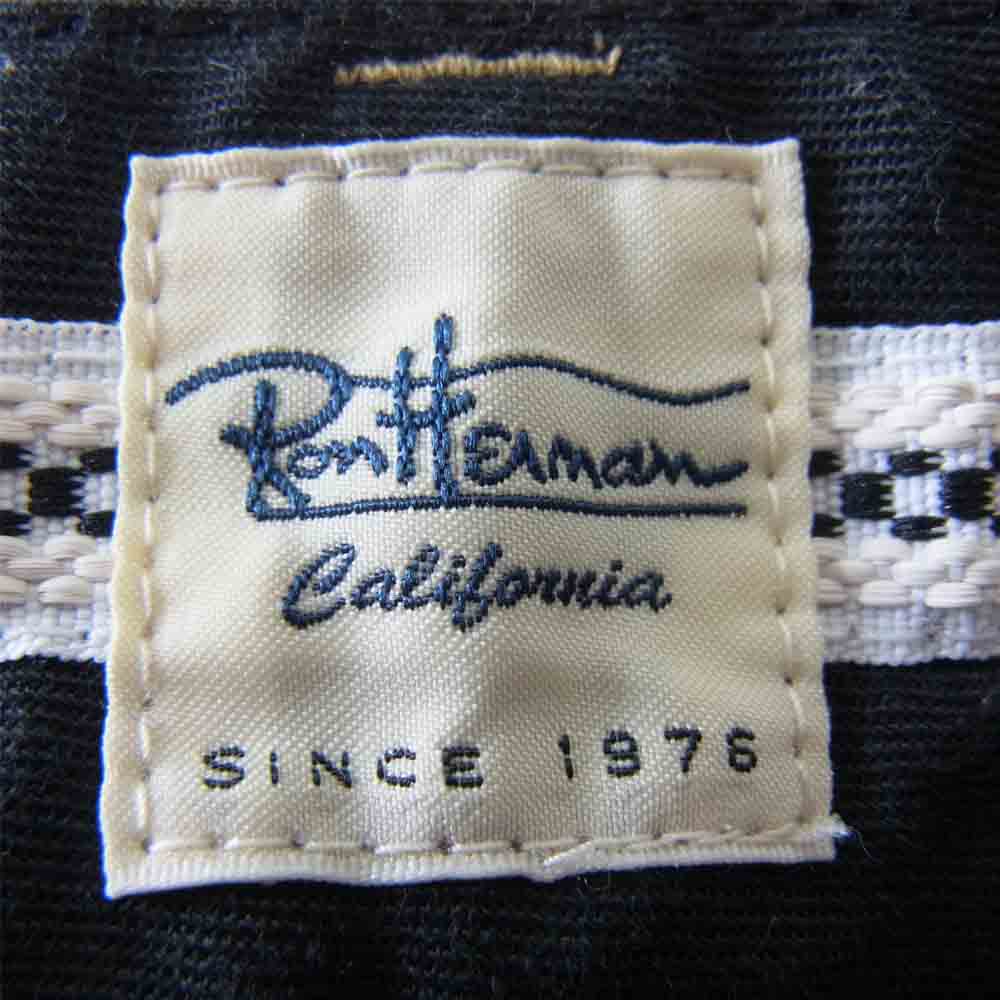 Ron Herman
California
SINCE 1976